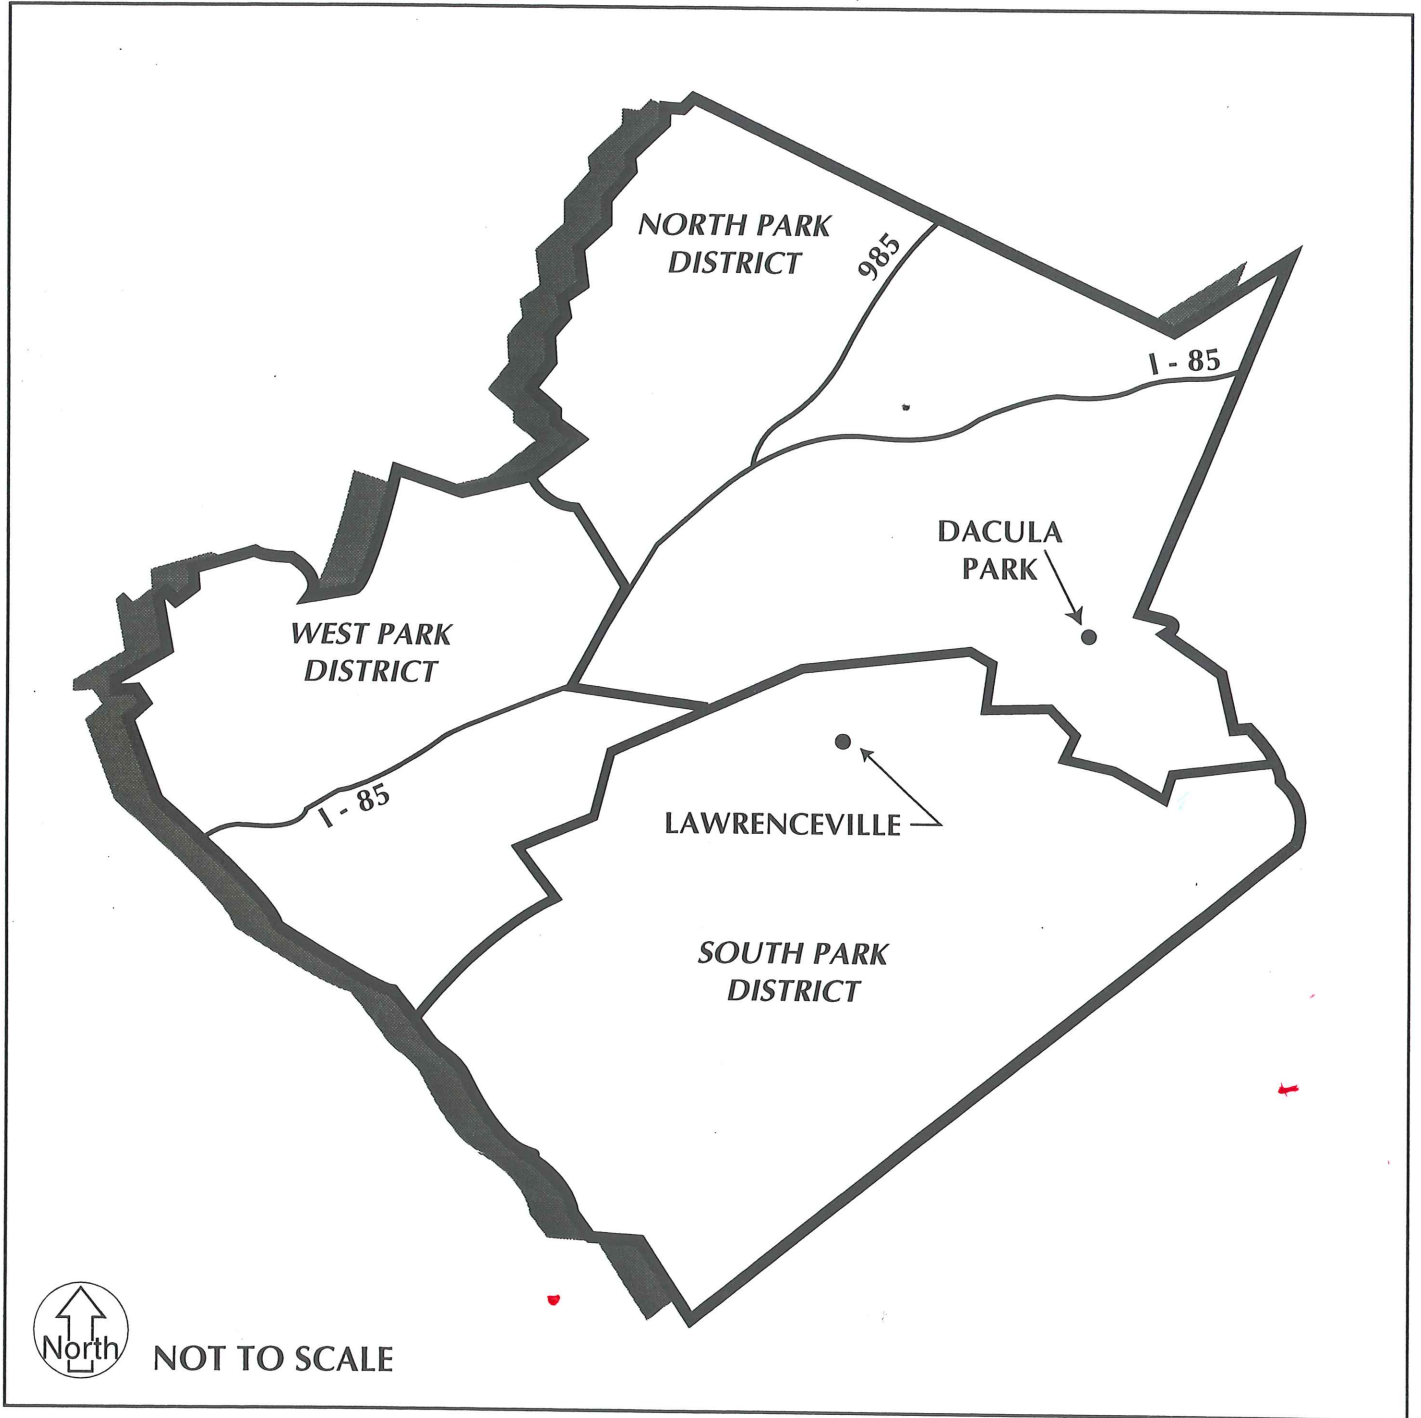 NORTH PARK
DISTRICT
985
I - 85
DACULA
PARK
WEST PARK
DISTRICT
I - 85
LAWRENCEVILLE
SOUTH PARK
DISTRICT
North
NOT TO SCALE